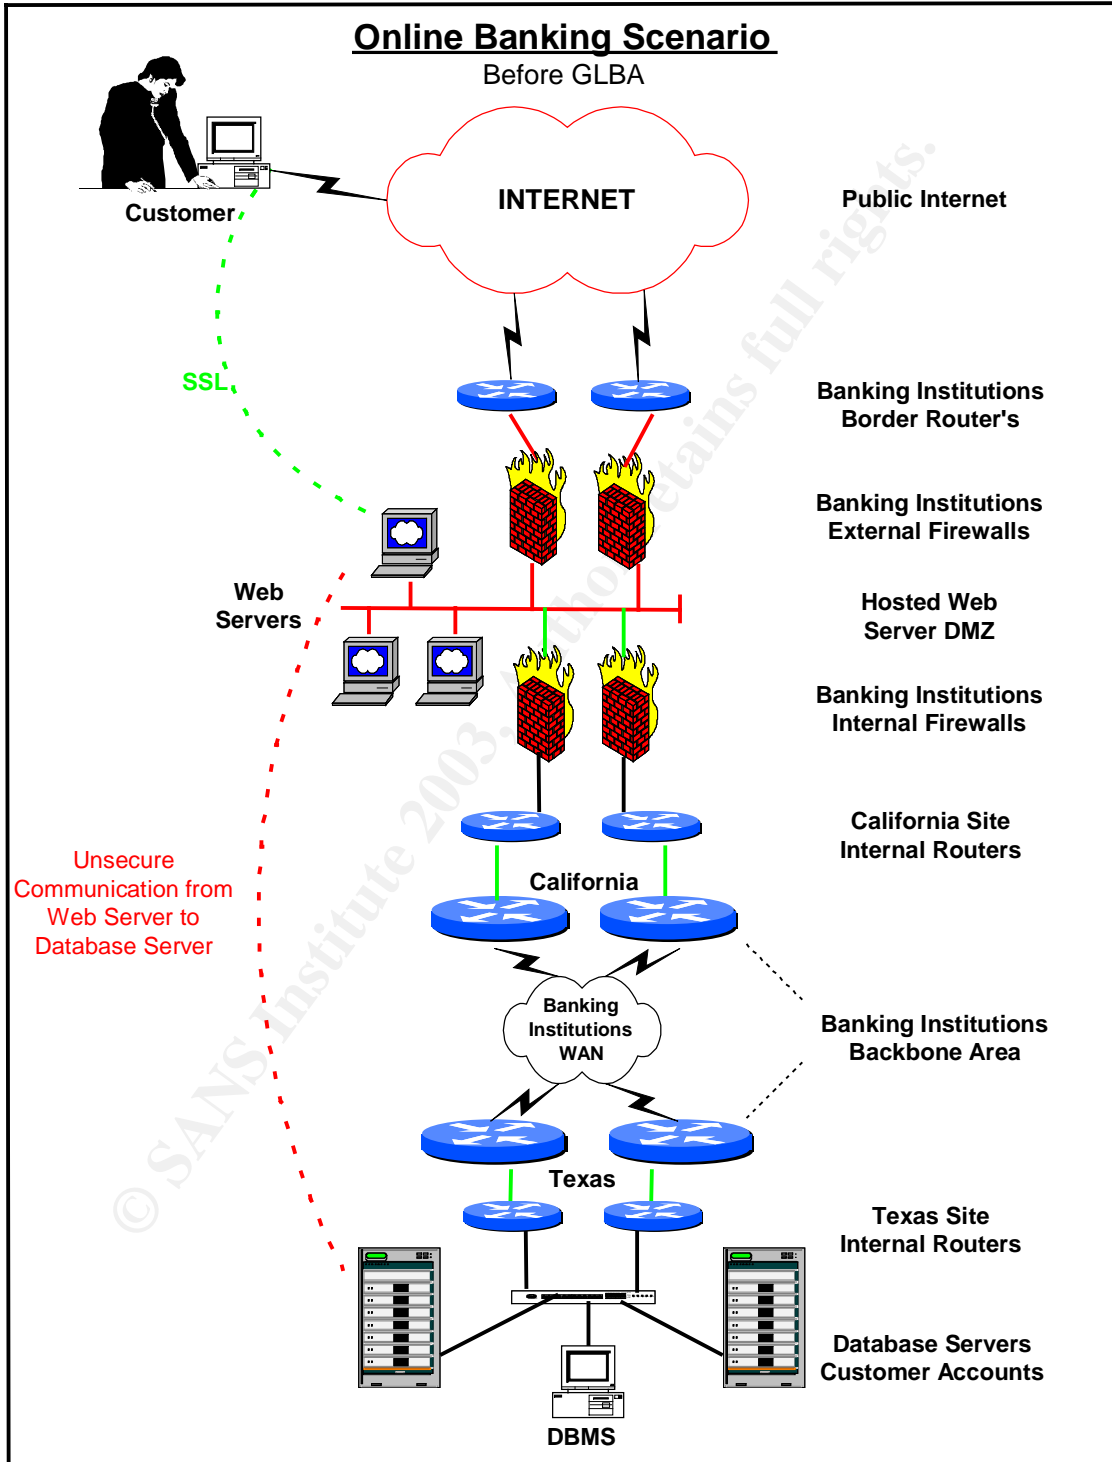 Online Banking Scenario
Before GLBA
INTERNET
Public Internet
Customer
SSL
Banking Institutions
Border Router's
Banking Institutions
External Firewalls
Web
Servers
Hosted Web
Server DMZ
Banking Institutions
Internal Firewalls
California Site
Internal Routers
Unsecure
Communication from
Web Server to
Database Server
California
Banking
Institutions
WAN
Banking Institutions
Backbone Area
Texas
Texas Site
Internal Routers
Database Servers
Customer Accounts
DBMS
© SANS Institute 2003, Author retains full rights.